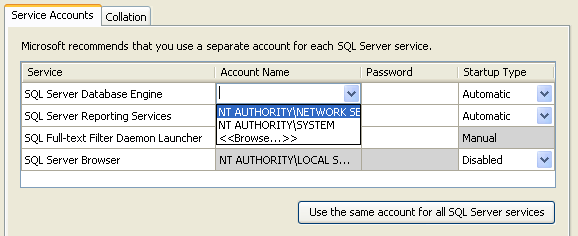 Service Accounts Collation
Microsoft recommends that you use a separate account for each SQL Server service.
Service Account Name Password Startup Type
SQL Server Database Engine Automatic
NT AUTHORITY\NETWORK SE
SQL Server Reporting Services Automatic
NT AUTHORITY\SYSTEM
SQL Full-text Filter Daemon Launcher <<Browse...>> Manual
SQL Server Browser NT AUTHORITY\LOCAL S... Disabled
Use the same account for all SQL Server services